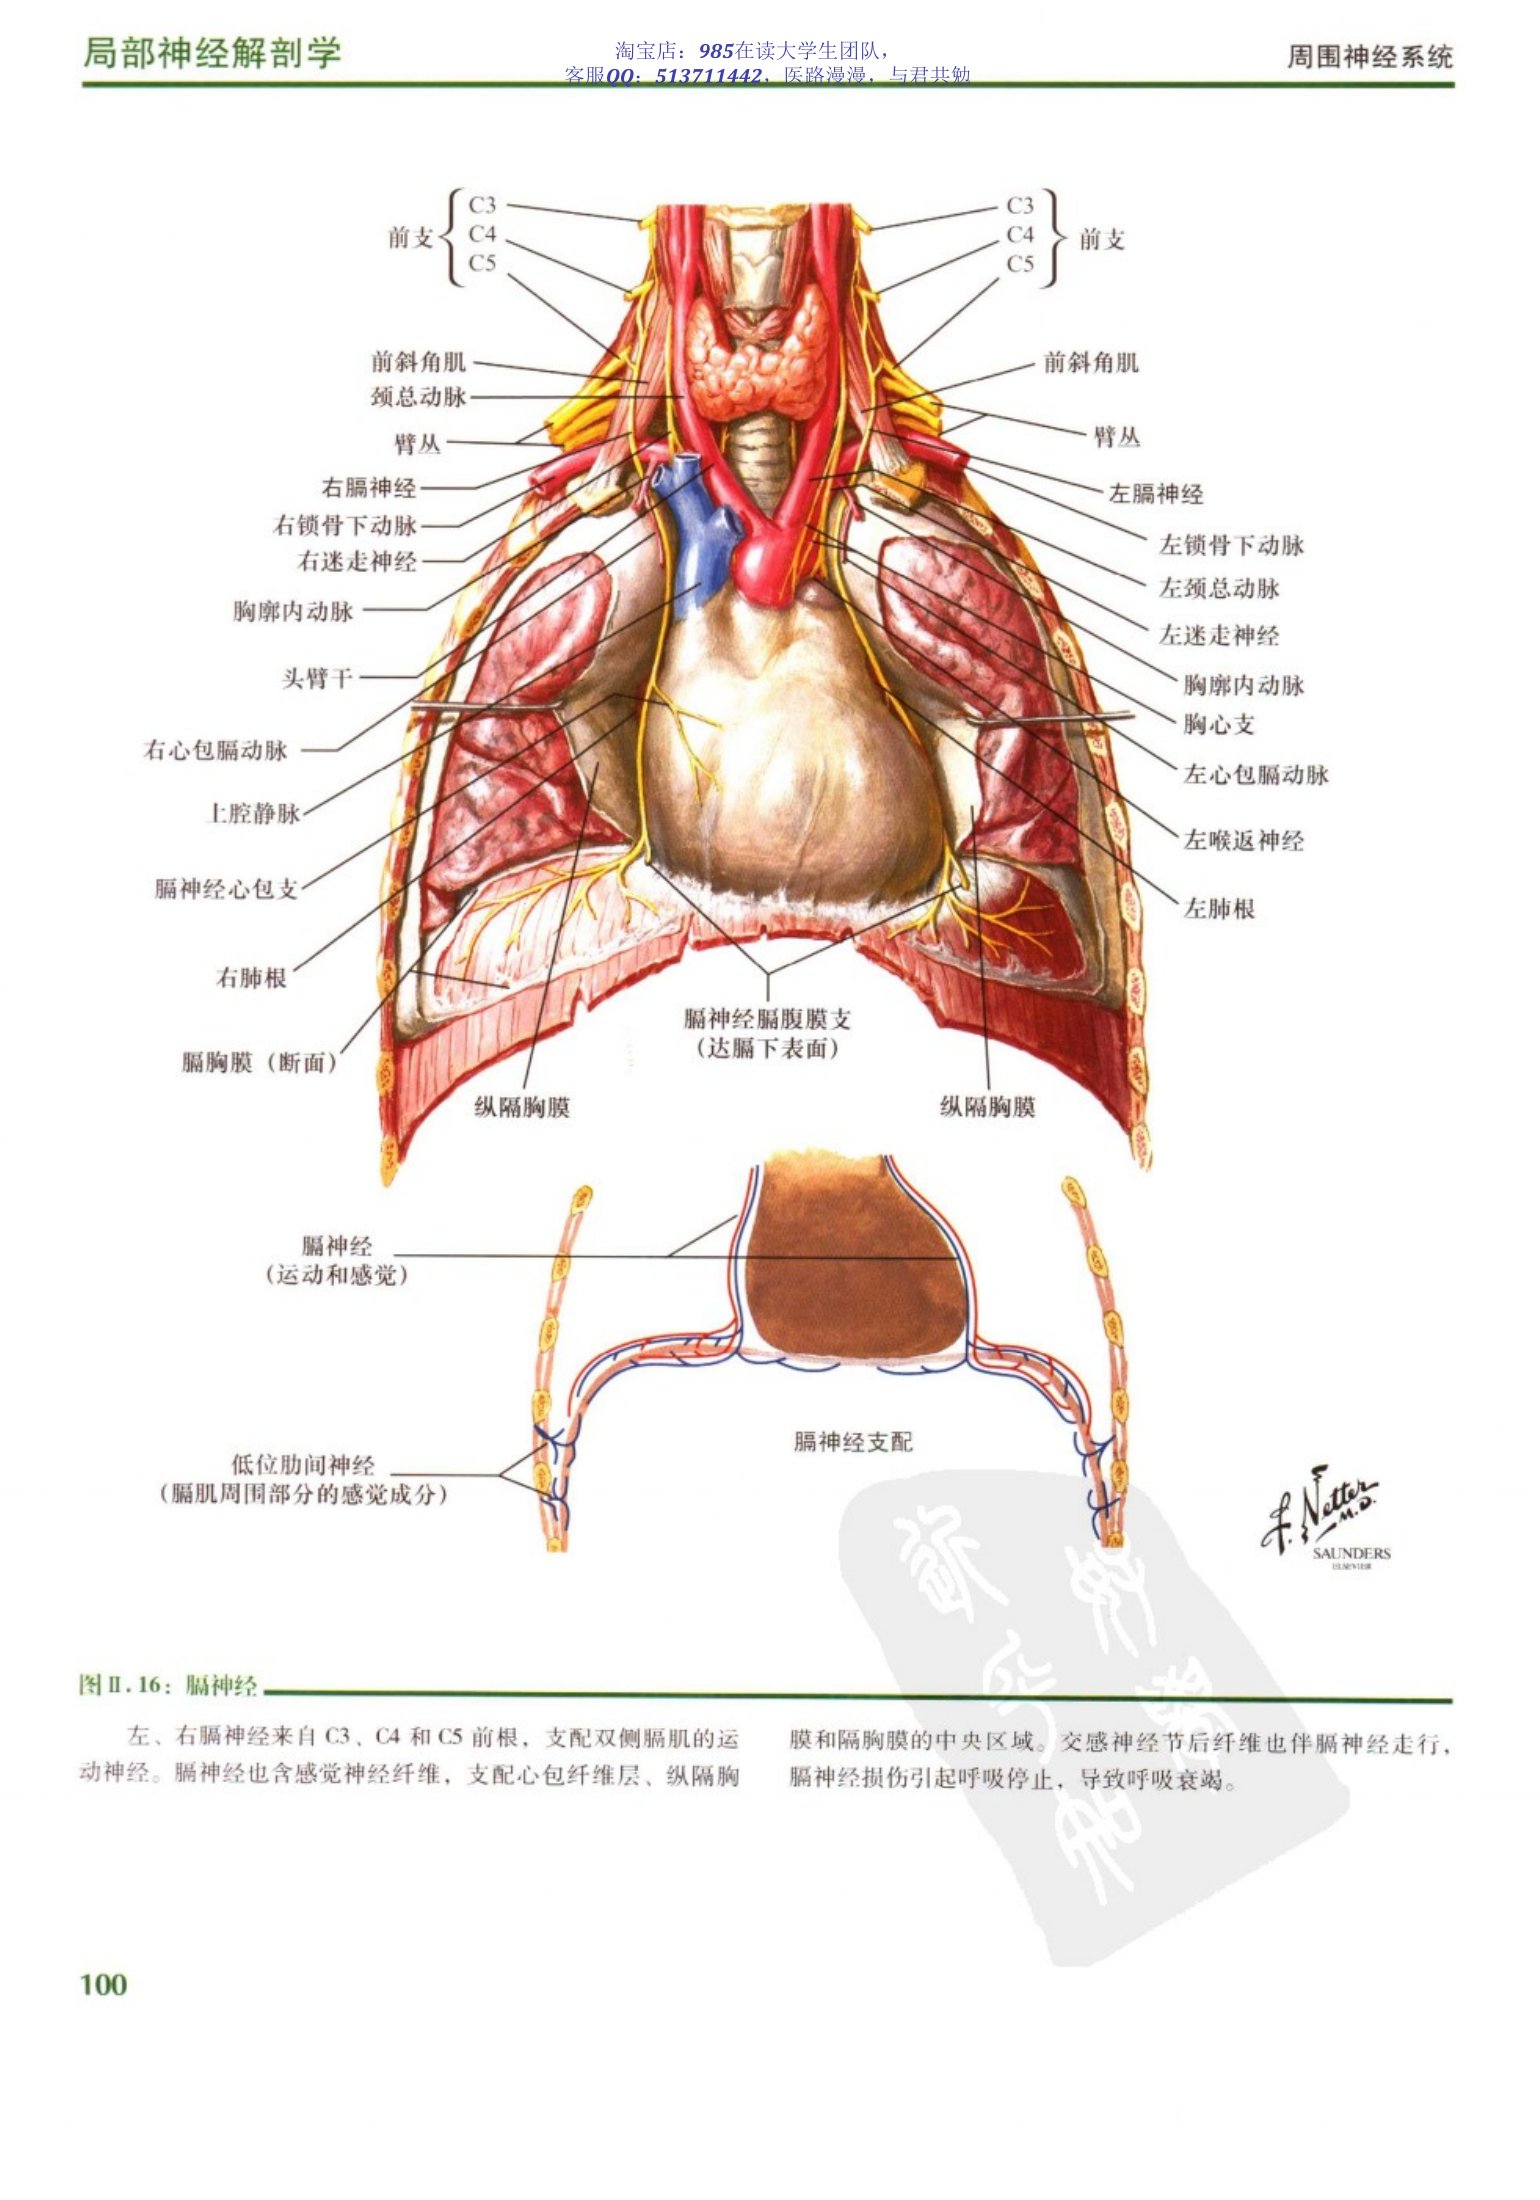 局部神经解剖学
淘宝店：985在读大学生团队，
客服QQ：513711442，医路漫漫，与君共勉
周围神经系统
前支
C3
C4
C5
C3
C4
C5
前支
前斜角肌
颈总动脉
臂丛
右膈神经
右锁骨下动脉
右迷走神经
胸廓内动脉
头臂干
右心包膈动脉
上腔静脉
膈神经心包支
右肺根
膈胸膜（断面）
纵隔胸膜
前斜角肌
臂丛
左膈神经
左锁骨下动脉
左颈总动脉
左迷走神经
胸廓内动脉
胸心支
左心包膈动脉
左喉返神经
左肺根
膈神经膈腹膜支
（达膈下表面）
纵隔胸膜
膈神经
（运动和感觉）
低位肋间神经
（膈肌周围部分的感觉成分）
膈神经支配
F. Netter
M.D.
SAUNDERS
ELSEVIER
图 Ⅱ. 16：膈神经
左、右膈神经来自 C3、C4 和 C5 前根，支配双侧膈肌的运
动神经。膈神经也含感觉神经纤维，支配心包纤维层、纵隔胸
膜和隔胸膜的中央区域。交感神经节后纤维也伴膈神经走行，
膈神经损伤引起呼吸停止，导致呼吸衰竭。
100